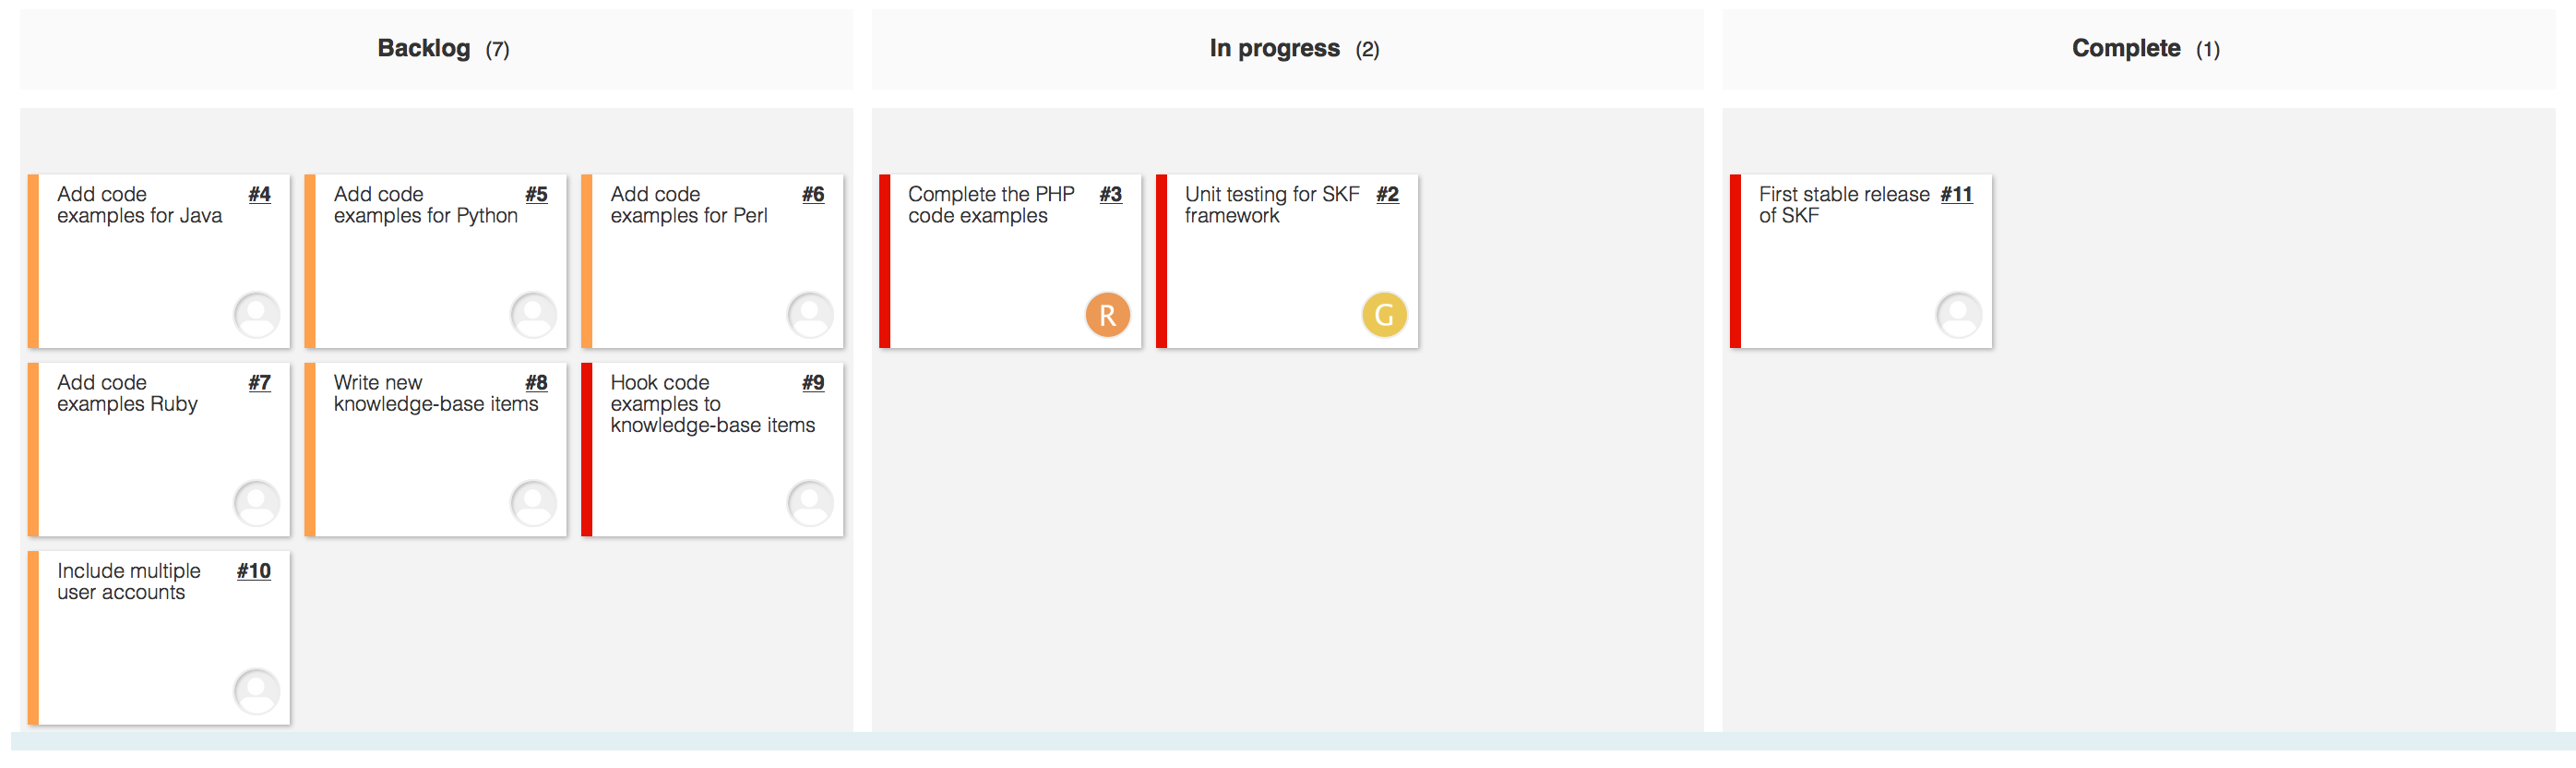 Backlog (7)
In progress (2)
Complete (1)
Add code #4
examples for Java
Add code #5
examples for Python
Add code #6
examples for Perl
Add code #7
examples Ruby
Write new #8
knowledge-base items
Hook code #9
examples to
knowledge-base items
Include multiple #10
user accounts
Complete the PHP #3
code examples
R
Unit testing for SKF #2
framework
G
First stable release #11
of SKF